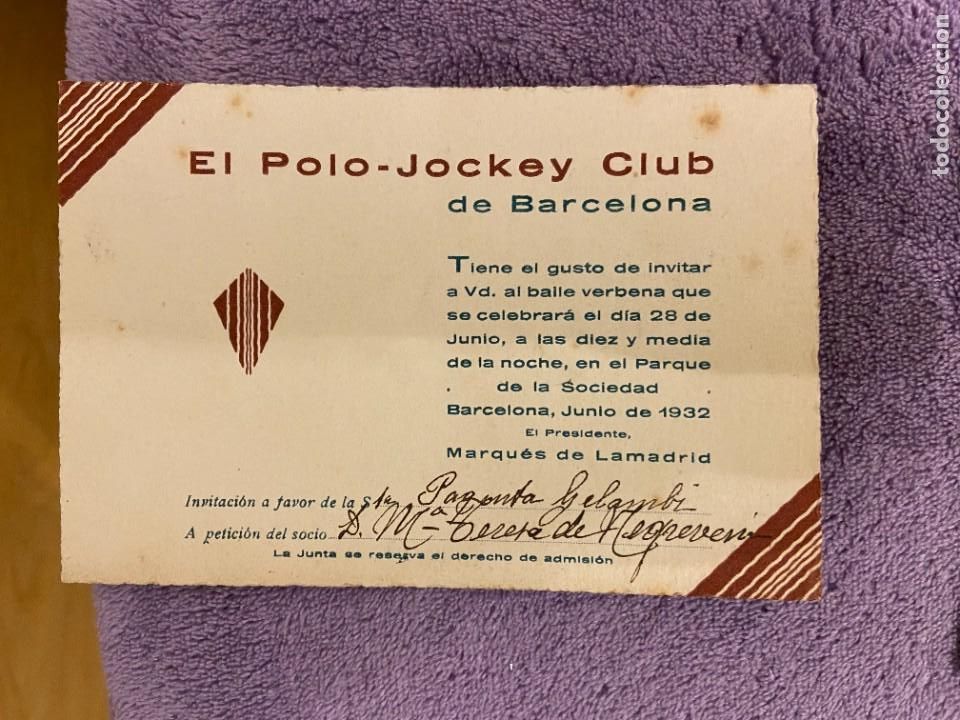 El Polo-Jockey Club
de Barcelona
Tiene el gusto de invitar
a Vd. al baile verbena que
se celebrará el día 28 de
Junio, a las diez y media
de la noche, en el Parque
. de la Sociedad .
Barcelona, Junio de 1932
El Presidente,
Marqués de Lamadrid
Invitación a favor de la Sta
A petición del socio D. Mª Teresa de
La Junta se reserva el derecho de admisión
todocoleccion